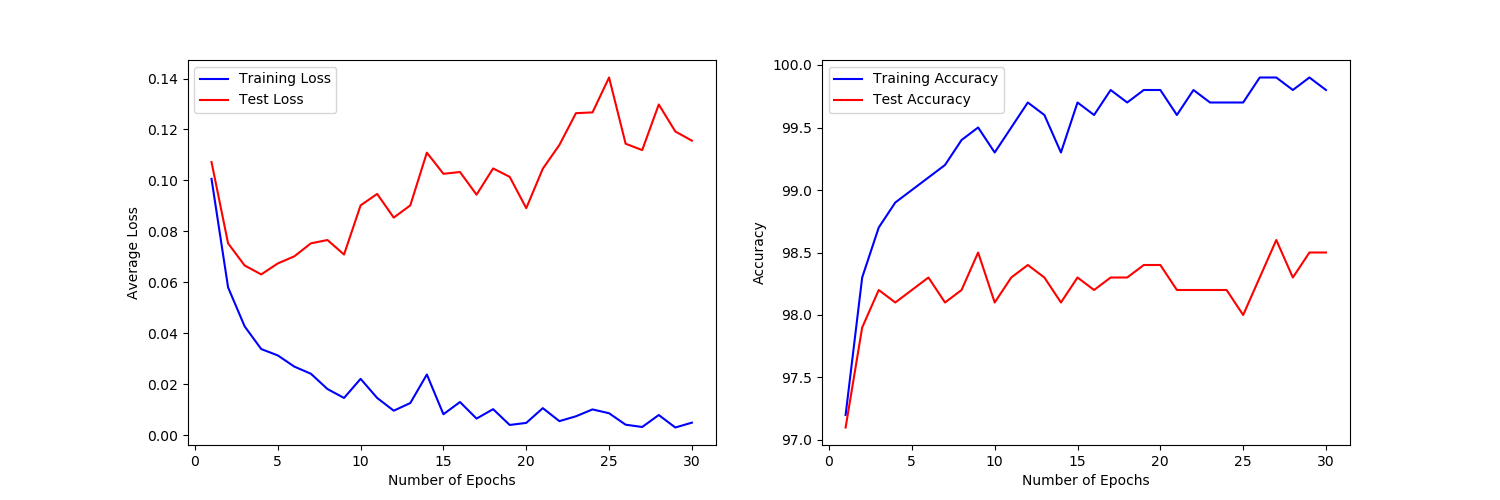 Training Loss
Test Loss
Average Loss
0.14
0.12
0.10
0.08
0.06
0.04
0.02
0.00
0 5 10 15 20 25 30
Number of Epochs
Training Accuracy
Test Accuracy
Accuracy
100.0
99.5
99.0
98.5
98.0
97.5
97.0
0 5 10 15 20 25 30
Number of Epochs